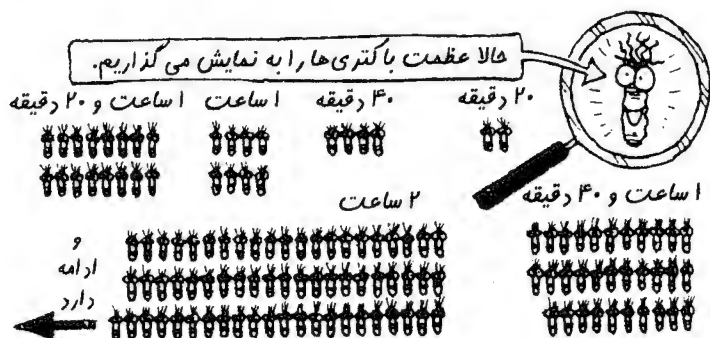 حالا عظمت باکتری‌ها را به نمایش می‌گذاریم.
۲۰ دقیقه
۴۰ دقیقه
۱ ساعت
۱ ساعت و ۲۰ دقیقه
۱ ساعت و ۴۰ دقیقه
۲ ساعت
و
ادامه
دارد